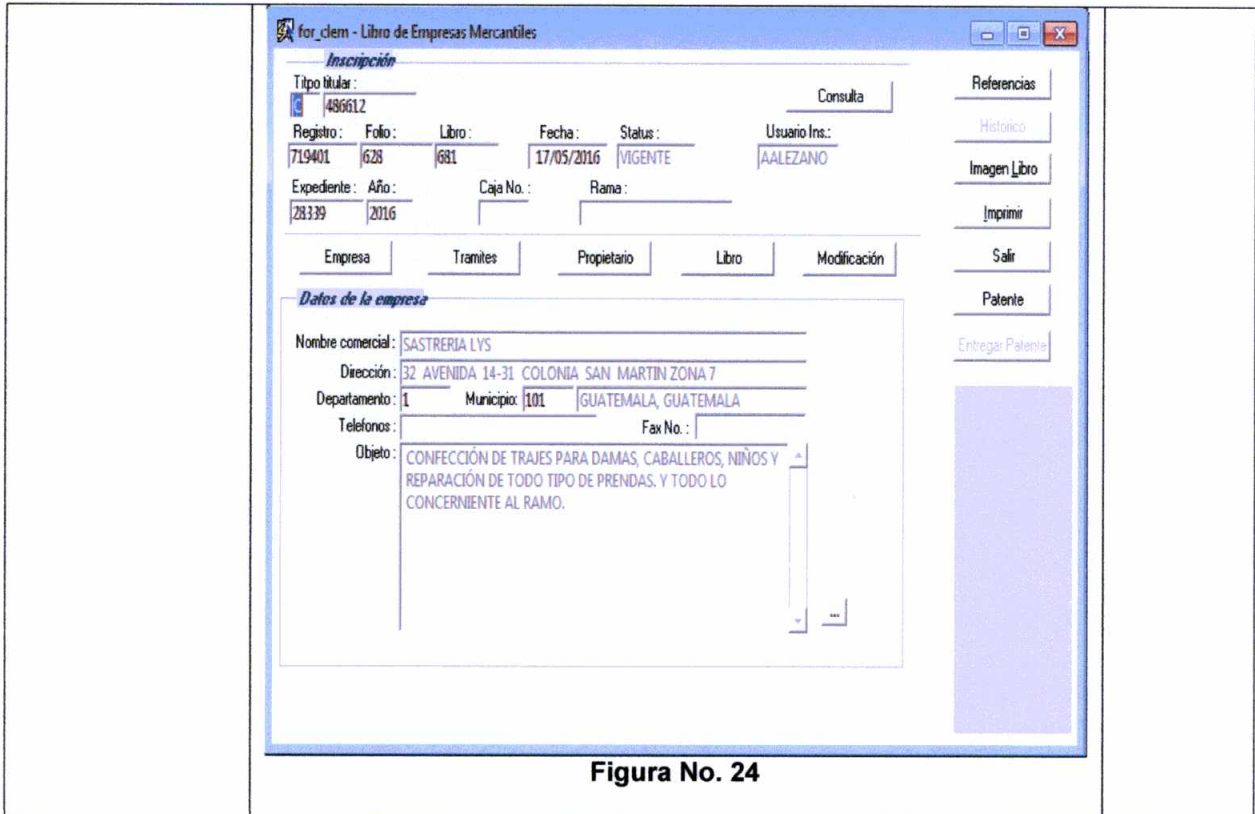 for_clem - Libro de Empresas Mercantiles
Inscripción
Titpo titular :
C 486612
Consulta
Registro : Folio : Libro : Fecha : Status : Usuario Ins.:
719401 628 681 17/05/2016 VIGENTE AALEZANO
Expediente : Año : Caja No. : Rama :
28339 2016
Empresa Tramites Propietario Libro Modificación
Referencias
Historico
Imagen Libro
Imprimir
Salir
Patente
Entregar Patente
Datos de la empresa
Nombre comercial : SASTRERIA LYS
Dirección : 32 AVENIDA 14-31 COLONIA SAN MARTIN ZONA 7
Departamento : 1 Municipio: 101 GUATEMALA, GUATEMALA
Telefonos : Fax No. :
Objeto : CONFECCIÓN DE TRAJES PARA DAMAS, CABALLEROS, NIÑOS Y
REPARACIÓN DE TODO TIPO DE PRENDAS. Y TODO LO
CONCERNIENTE AL RAMO.
...
Figura No. 24